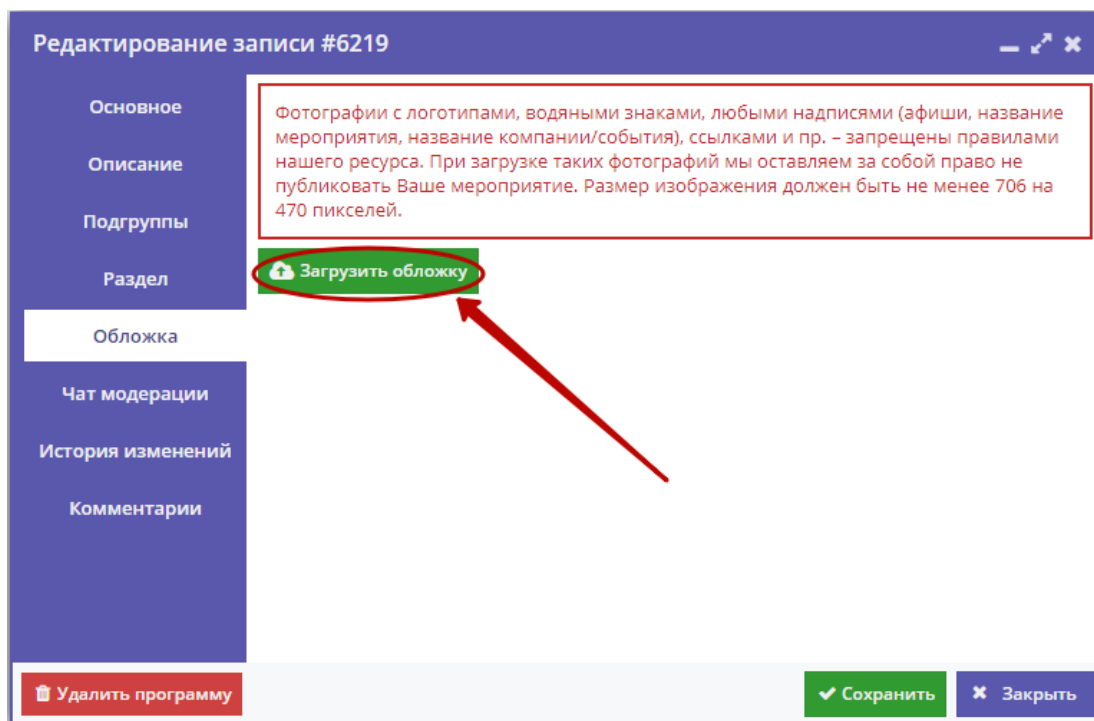 Редактирование записи #6219
Основное
Описание
Подгруппы
Раздел
Обложка
Чат модерации
История изменений
Комментарии
Фотографии с логотипами, водяными знаками, любыми надписями (афиши, название
мероприятия, название компании/события), ссылками и пр. – запрещены правилами
нашего ресурса. При загрузке таких фотографий мы оставляем за собой право не
публиковать Ваше мероприятие. Размер изображения должен быть не менее 706 на
470 пикселей.
Загрузить обложку
Удалить программу
Сохранить
Закрыть